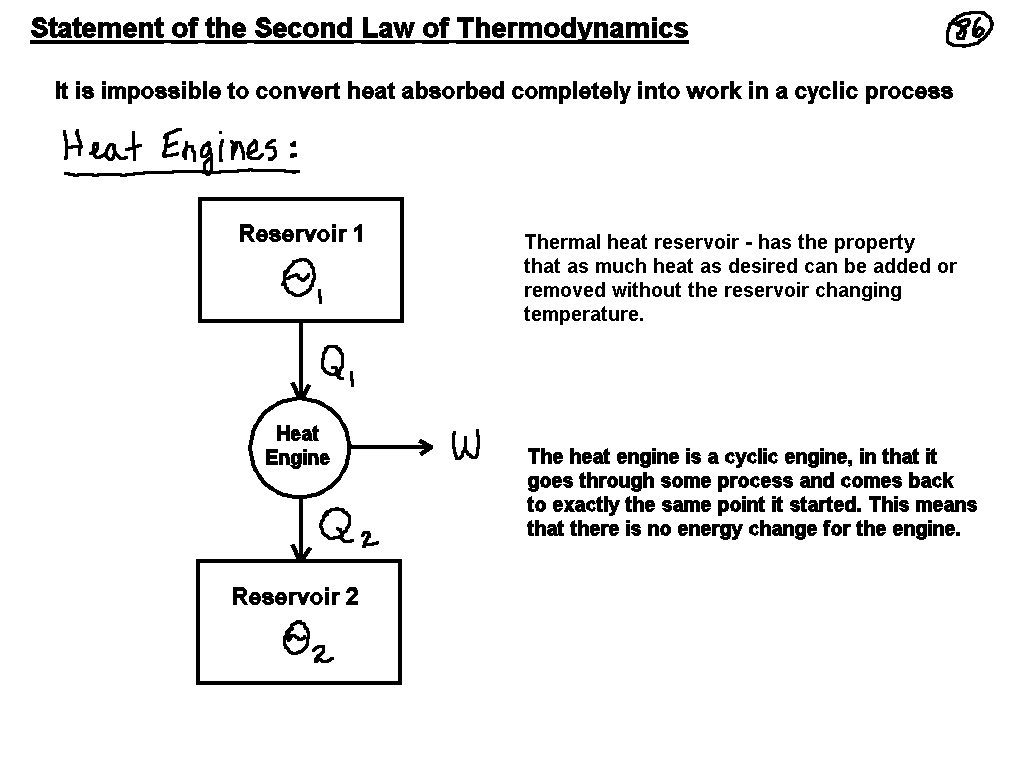 Statement of the Second Law of Thermodynamics
86
It is impossible to convert heat absorbed completely into work in a cyclic process
Heat Engines:
Reservoir 1
Θ₁
Thermal heat reservoir - has the property
that as much heat as desired can be added or
removed without the reservoir changing
temperature.
Q₁
Heat
Engine
W
The heat engine is a cyclic engine, in that it
goes through some process and comes back
to exactly the same point it started. This means
that there is no energy change for the engine.
Q₂
Reservoir 2
Θ₂